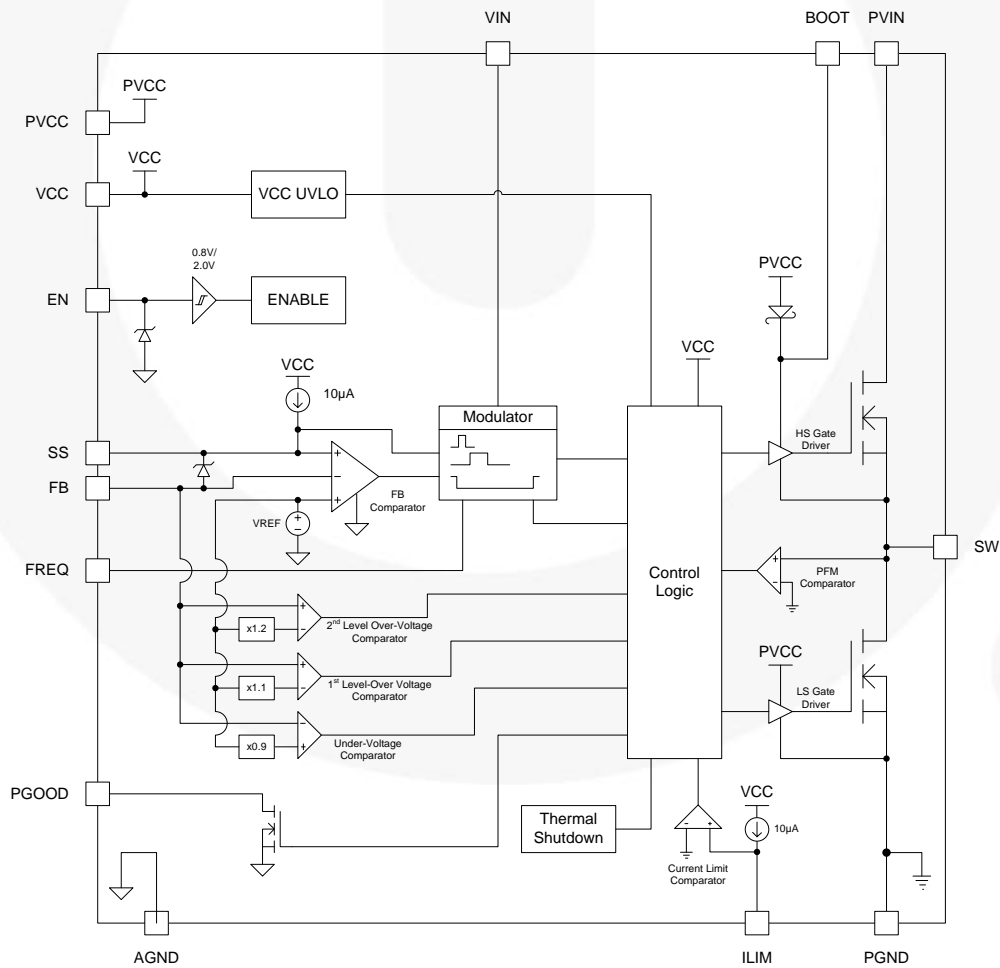 VIN
BOOT
PVIN
PVCC
PVCC
VCC
VCC
VCC UVLO
0.8V/
2.0V
EN
ENABLE
PVCC
VCC
VCC
10µA
Modulator
SS
HS Gate
Driver
FB
FB
Comparator
VREF
+
−
FREQ
Control
Logic
PFM
Comparator
SW
+
−
x1.2
2nd Level Over-Voltage
Comparator
+
−
x1.1
1st Level-Over Voltage
Comparator
PVCC
LS Gate
Driver
−
+
x0.9
Under-Voltage
Comparator
PGOOD
Thermal
Shutdown
VCC
10µA
−
+
Current Limit
Comparator
AGND
ILIM
PGND